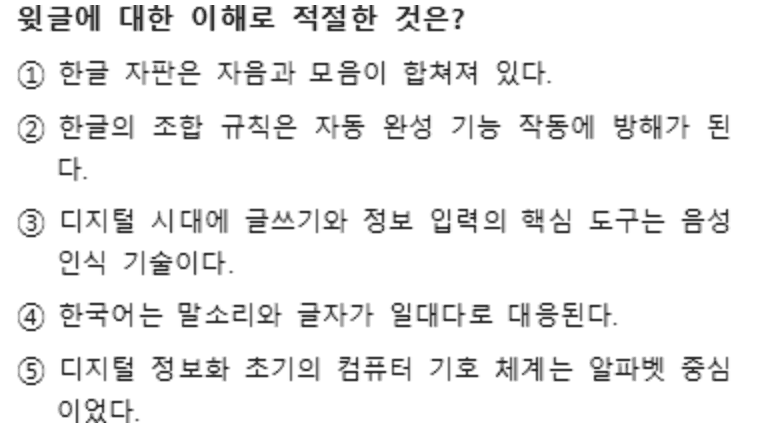 윗글에 대한 이해로 적절한 것은?
① 한글 자판은 자음과 모음이 합쳐져 있다.
② 한글의 조합 규칙은 자동 완성 기능 작동에 방해가 된
다.
③ 디지털 시대에 글쓰기와 정보 입력의 핵심 도구는 음성
인식 기술이다.
④ 한국어는 말소리와 글자가 일대다로 대응된다.
⑤ 디지털 정보화 초기의 컴퓨터 기호 체계는 알파벳 중심
이었다.